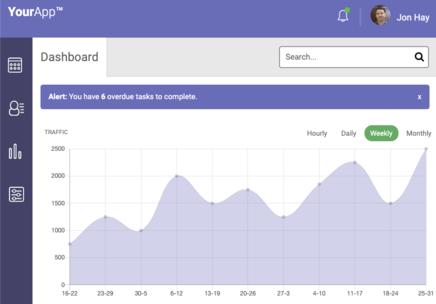 YourApp™
Jon Hay
Dashboard
Search...
Alert: You have 6 overdue tasks to complete.
x
TRAFFIC
Hourly Daily Weekly Monthly
2500
2000
1500
1000
500
0
16-22 23-29 30-5 6-12 13-19 20-26 27-3 4-10 11-17 18-24 25-31